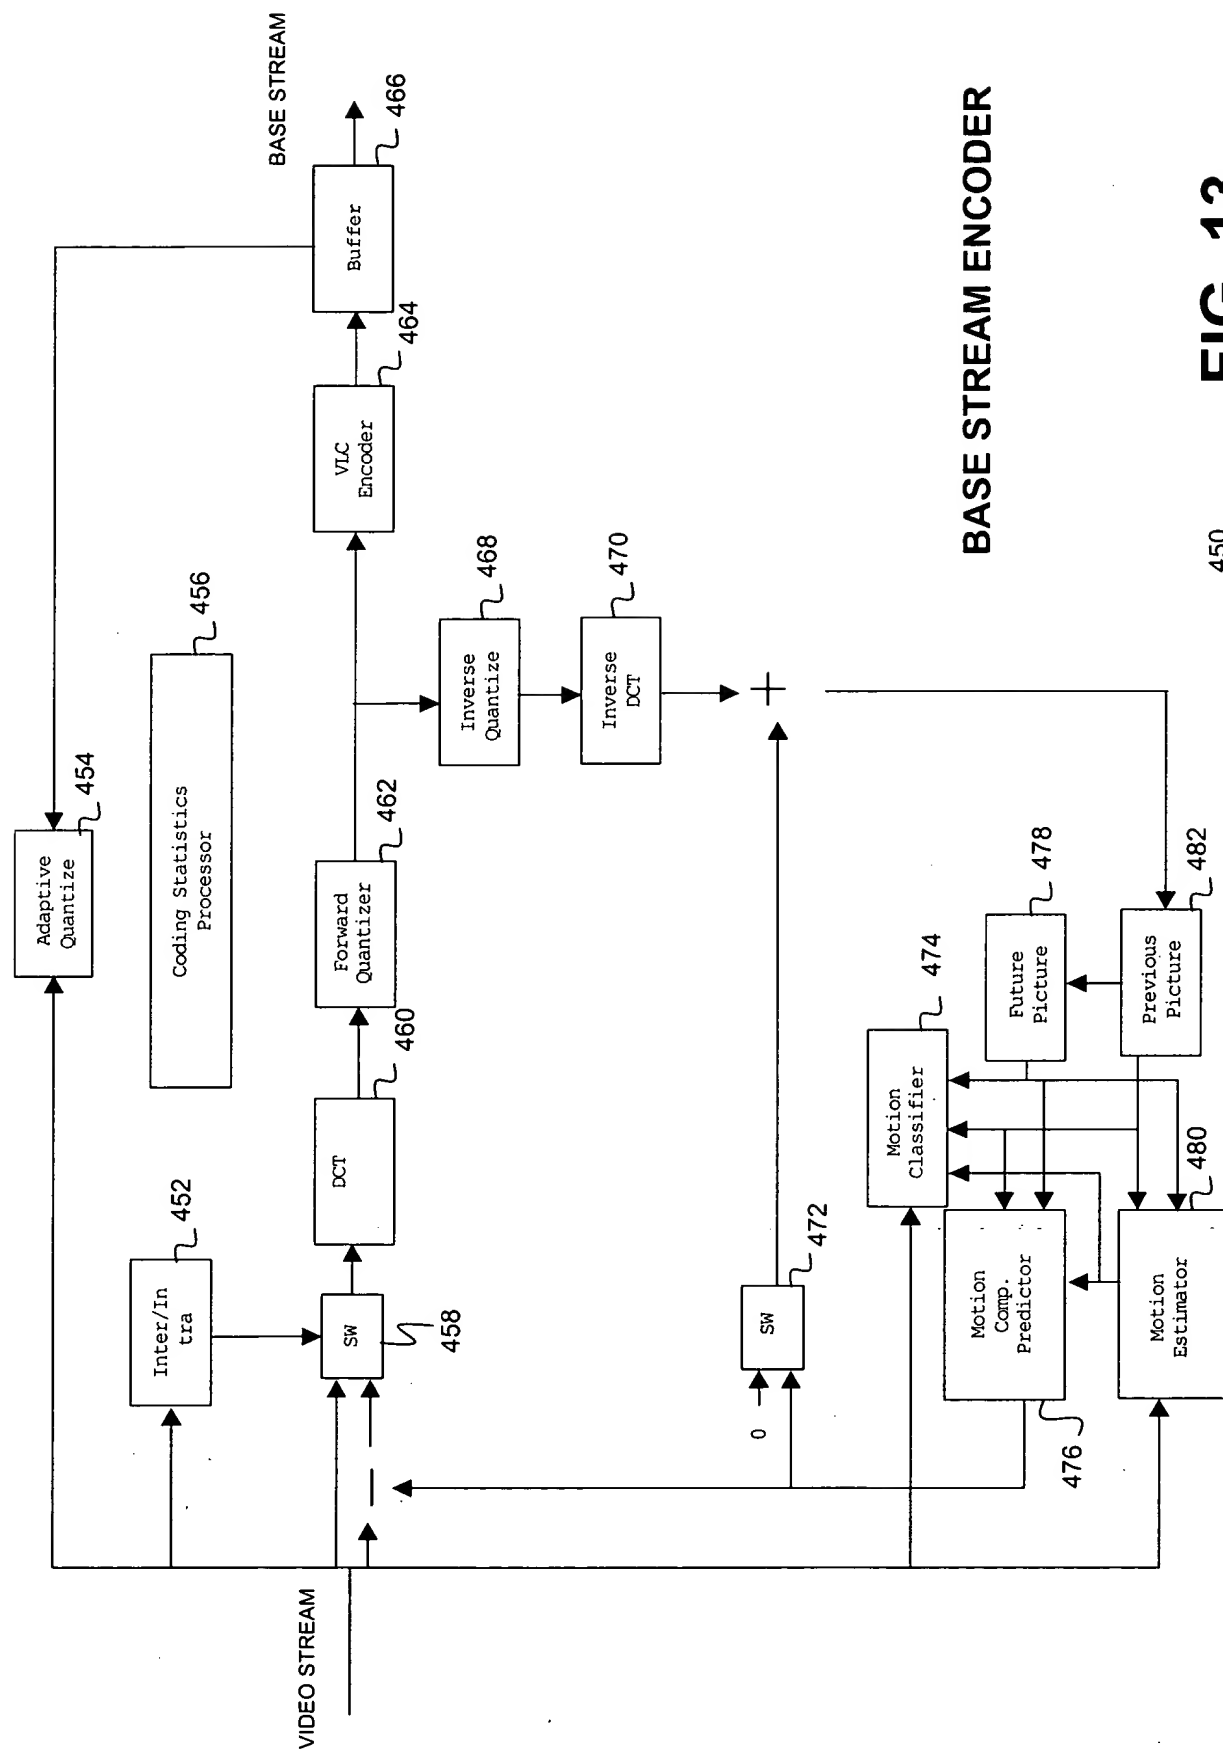 VIDEO STREAM
Adaptive
Quantize
454
Inter/In
tra
452
Coding Statistics
Processor
456
SW
458
DCT
460
Forward
Quantizer
462
VLC
Encoder
464
Buffer
466
BASE STREAM
Inverse
Quantize
468
Inverse
DCT
470
+
—
0
SW
472
Motion
Classifier
474
Motion
Comp.
Predictor
476
Future
Picture
478
Motion
Estimator
480
Previous
Picture
482
BASE STREAM ENCODER
450